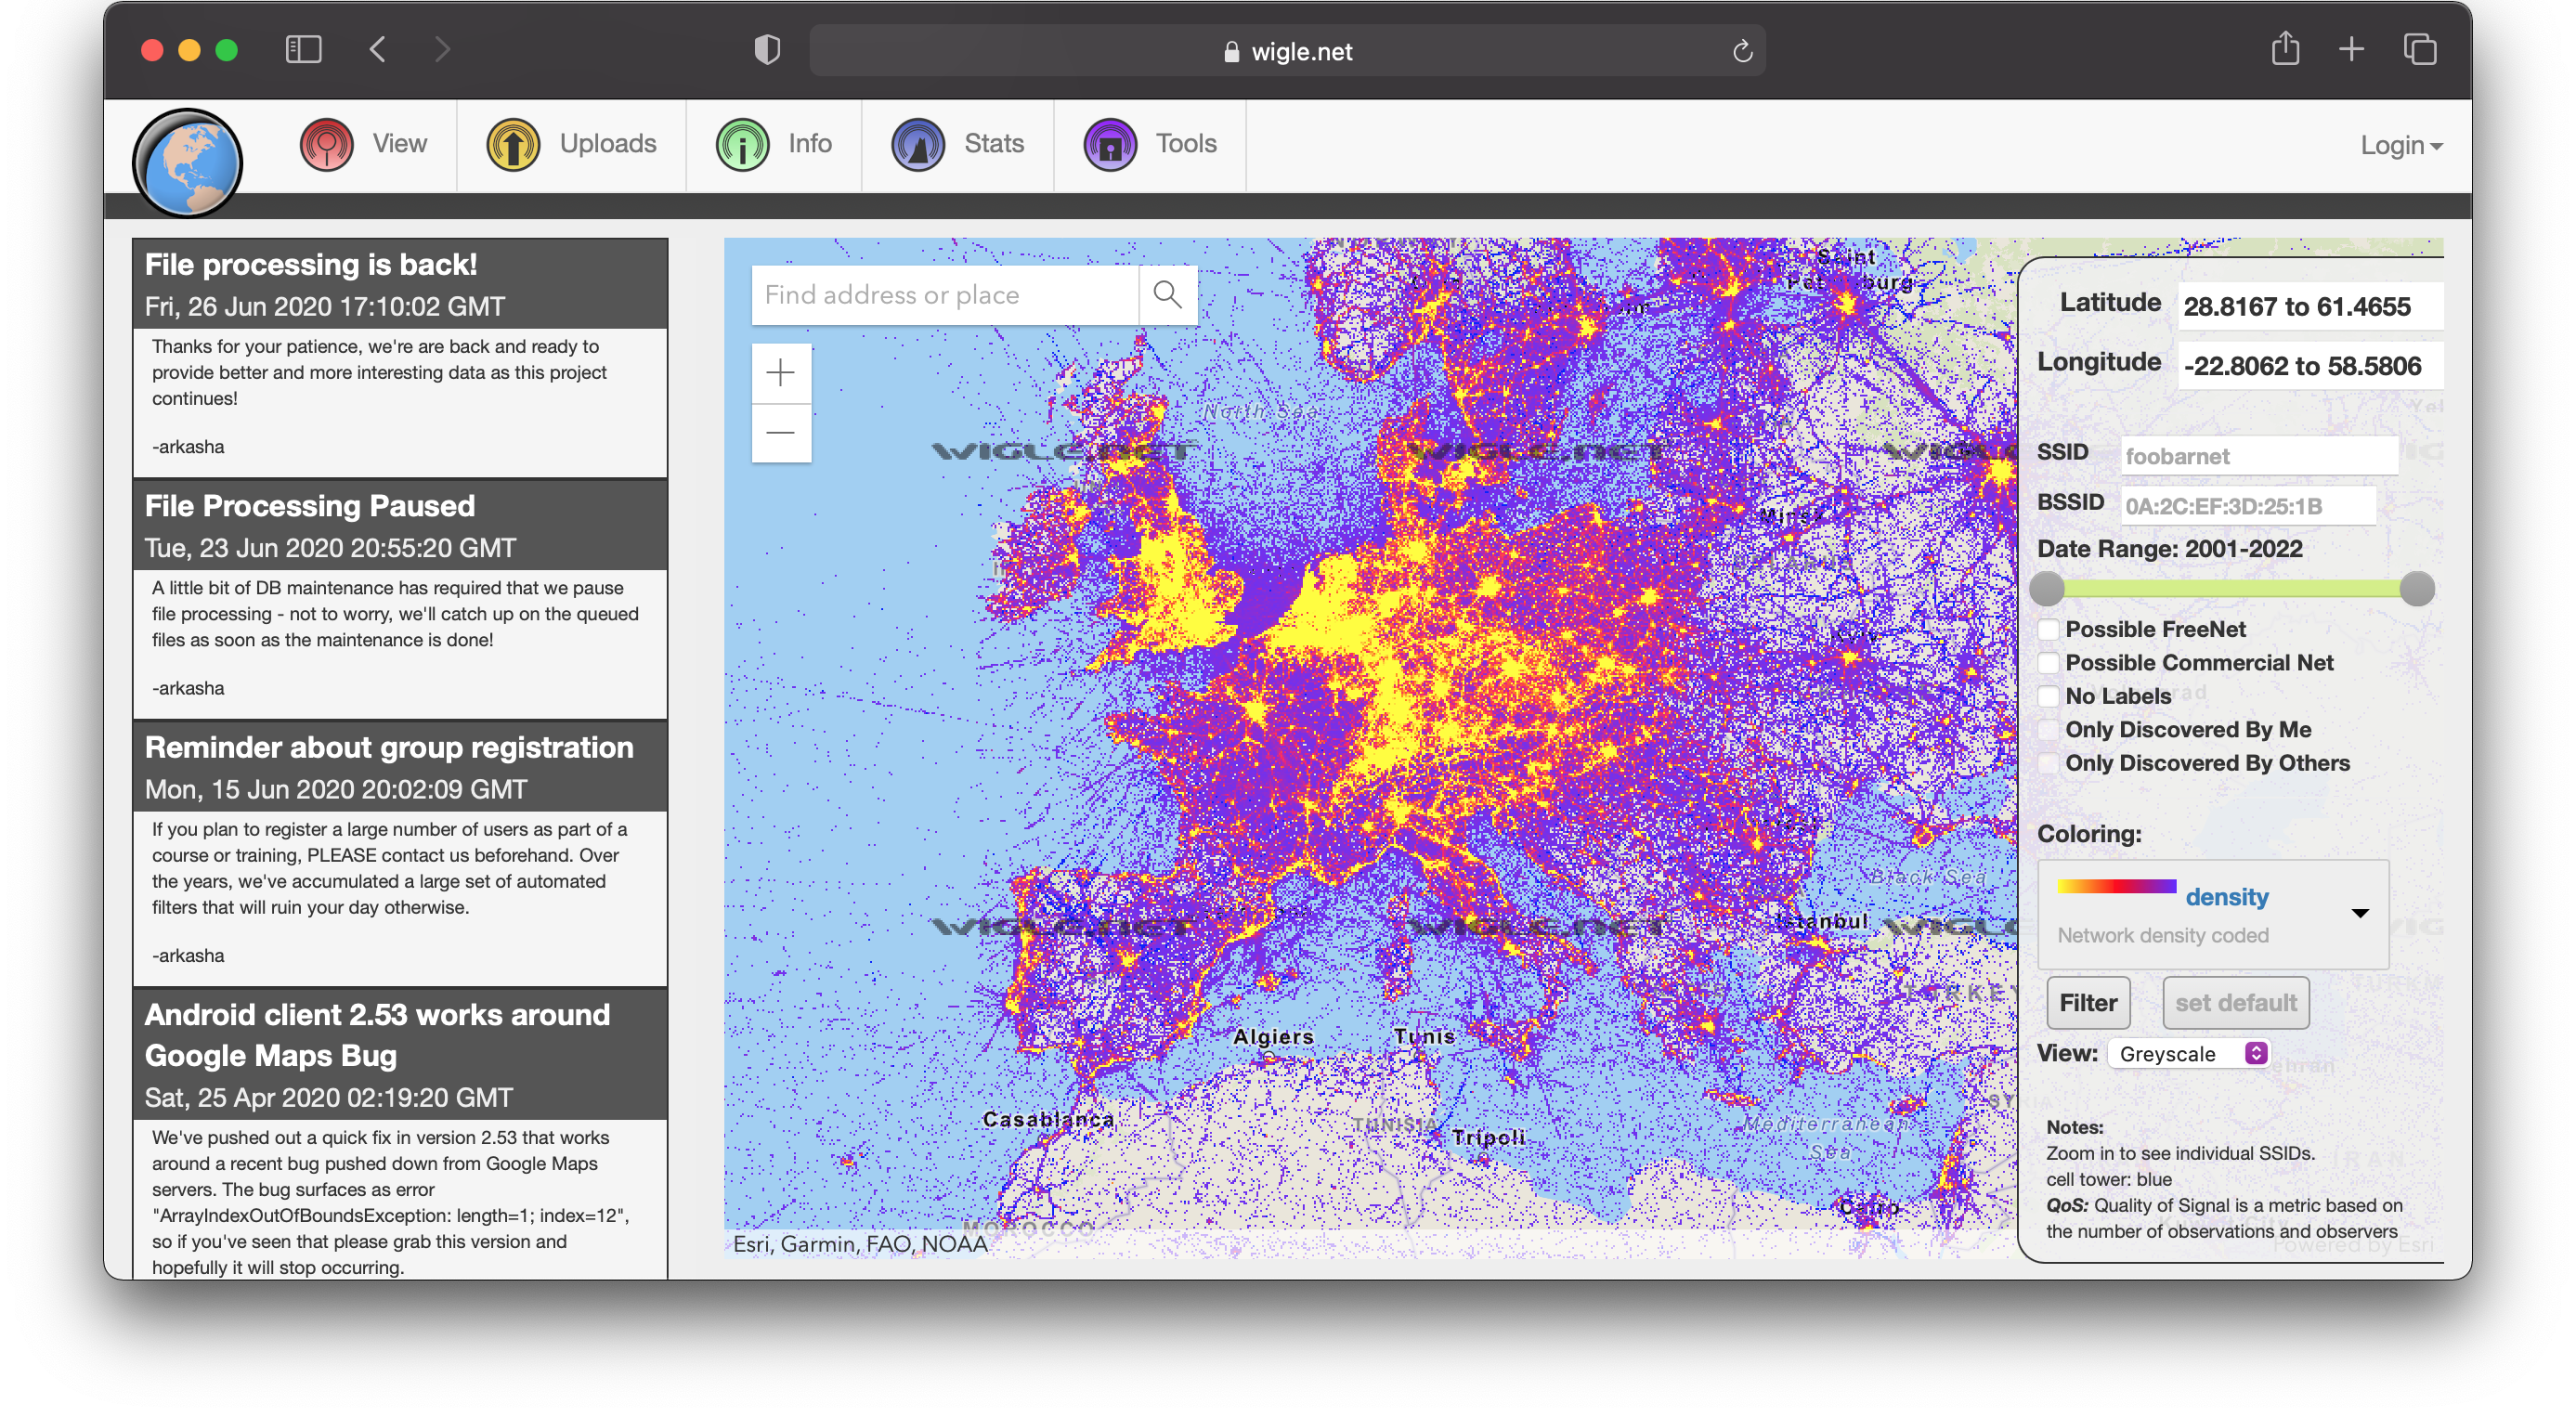 wigle.net
View
Uploads
Info
Stats
Tools
Login
File processing is back!
Fri, 26 Jun 2020 17:10:02 GMT
Thanks for your patience, we're are back and ready to
provide better and more interesting data as this project
continues!
-arkasha
File Processing Paused
Tue, 23 Jun 2020 20:55:20 GMT
A little bit of DB maintenance has required that we pause
file processing - not to worry, we'll catch up on the queued
files as soon as the maintenance is done!
-arkasha
Reminder about group registration
Mon, 15 Jun 2020 20:02:09 GMT
If you plan to register a large number of users as part of a
course or training, PLEASE contact us beforehand. Over
the years, we've accumulated a large set of automated
filters that will ruin your day otherwise.
-arkasha
Android client 2.53 works around
Google Maps Bug
Sat, 25 Apr 2020 02:19:20 GMT
We've pushed out a quick fix in version 2.53 that works
around a recent bug pushed down from Google Maps
servers. The bug surfaces as error
"ArrayIndexOutOfBoundsException: length=1; index=12",
so if you've seen that please grab this version and
hopefully it will stop occurring.
Find address or place
Saint
North Sea
WIGLE.NET
WIGLE.NET
Minsk
Black Sea
WIGLE.NET
WIGLE.NET
Istanbul
TURKEY
Algiers
Tunis
Casablanca
TUNISIA
Tripoli
Mediterranean
Sea
Cairo
MOROCCO
Esri, Garmin, FAO, NOAA
Latitude
28.8167 to 61.4655
Longitude
-22.8062 to 58.5806
SSID
foobarnet
BSSID
0A:2C:EF:3D:25:1B
Date Range: 2001-2022
Possible FreeNet
Possible Commercial Net
No Labels
Only Discovered By Me
Only Discovered By Others
Coloring:
density
Network density coded
Filter
set default
View:
Greyscale
Notes:
Zoom in to see individual SSIDs.
cell tower: blue
QoS: Quality of Signal is a metric based on
the number of observations and observers
Powered by Esri